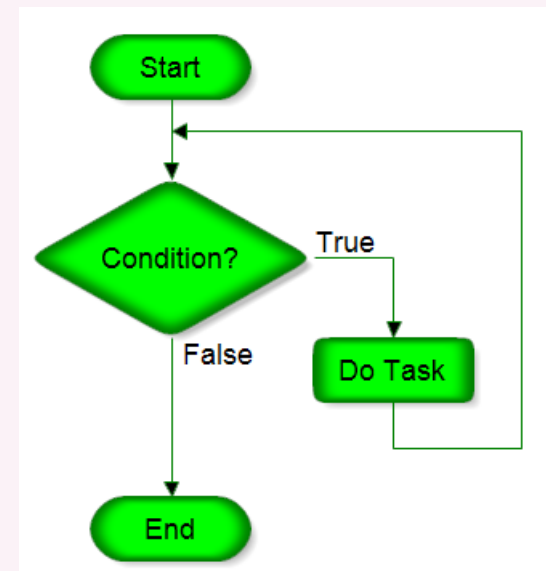 Start
Condition?
True
False
Do Task
End